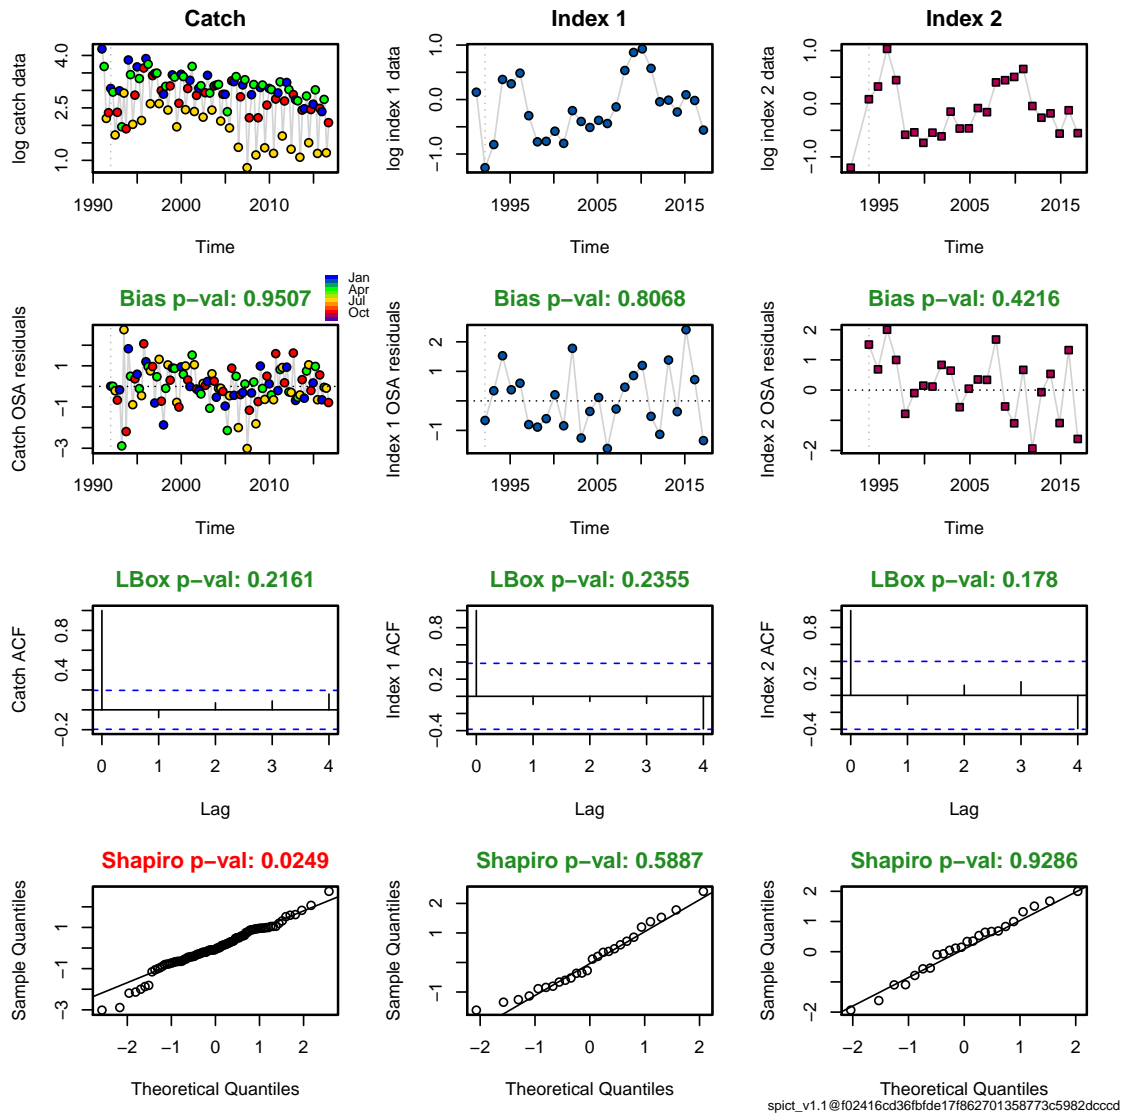 Catch
Index 1
Index 2
log catch data
1.0 2.5 4.0
1990 2000 2010
Time
log index 1 data
−1.0 0.0 1.0
1995 2005 2015
Time
log index 2 data
−1.0 0.0 1.0
1995 2005 2015
Time
Bias p−val: 0.9507
Jan
Apr
Jul
Oct
Bias p−val: 0.8068
Bias p−val: 0.4216
Catch OSA residuals
−3 −1 1
1990 2000 2010
Time
Index 1 OSA residuals
−1 1 2
1995 2005 2015
Time
Index 2 OSA residuals
−2 0 1 2
1995 2005 2015
Time
LBox p−val: 0.2161
LBox p−val: 0.2355
LBox p−val: 0.178
Catch ACF
−0.2 0.4 0.8
0 1 2 3 4
Lag
Index 1 ACF
−0.4 0.2 0.8
0 1 2 3 4
Lag
Index 2 ACF
−0.4 0.2 0.8
0 1 2 3 4
Lag
Shapiro p−val: 0.0249
Shapiro p−val: 0.5887
Shapiro p−val: 0.9286
Sample Quantiles
−3 −1 1
−2 −1 0 1 2
Theoretical Quantiles
Sample Quantiles
−1 1 2
−2 −1 0 1 2
Theoretical Quantiles
Sample Quantiles
−2 0 1 2
−2 −1 0 1 2
Theoretical Quantiles
spict_v1.1@f02416cd36fbfde17f862701358773c5982dcccd